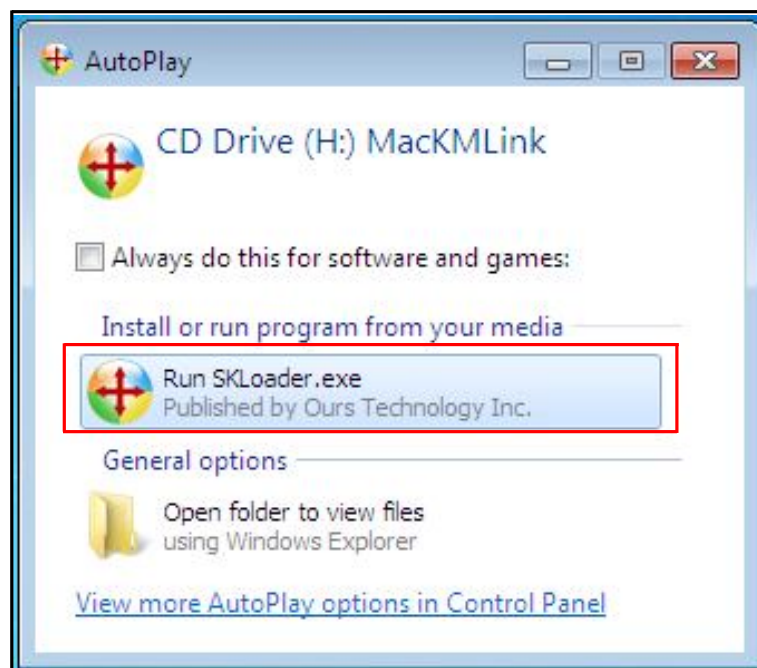 AutoPlay
CD Drive (H:) MacKMLink
Always do this for software and games:
Install or run program from your media
Run SKLoader.exe
Published by Ours Technology Inc.
General options
Open folder to view files
using Windows Explorer
View more AutoPlay options in Control Panel